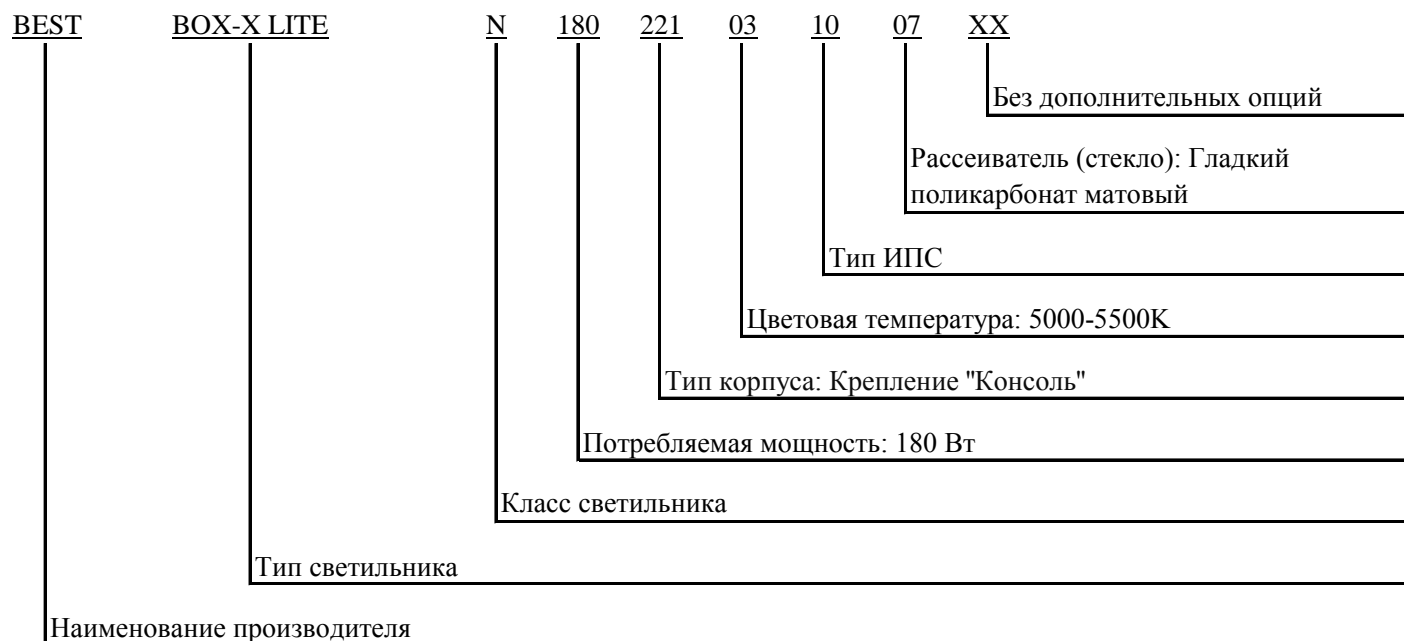 BEST BOX-X LITE N 180 221 03 10 07 XX
Без дополнительных опций
Рассеиватель (стекло): Гладкий
поликарбонат матовый
Тип ИПС
Цветовая температура: 5000-5500К
Тип корпуса: Крепление "Консоль"
Потребляемая мощность: 180 Вт
Класс светильника
Тип светильника
Наименование производителя